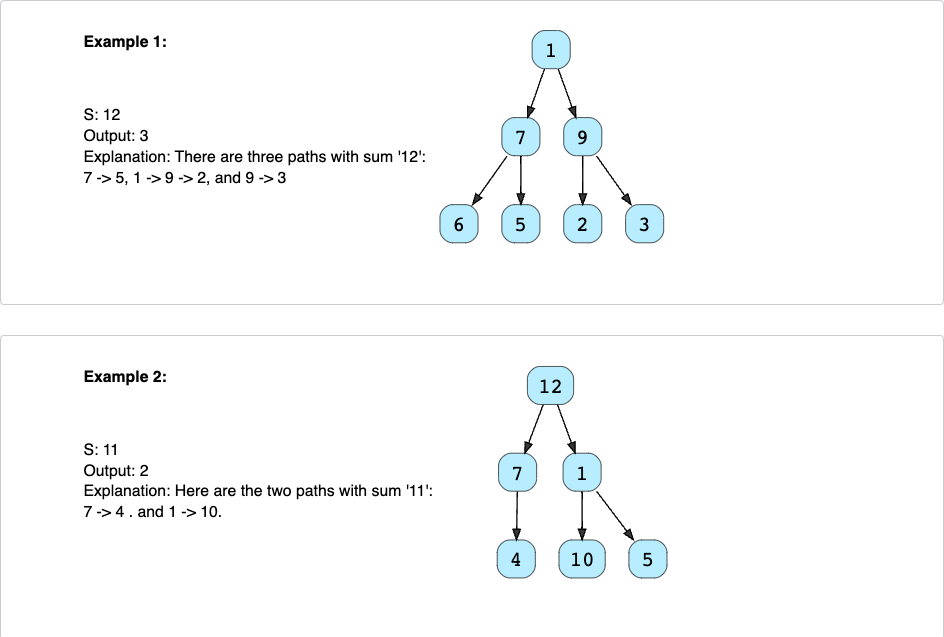 Example 1:
S: 12
Output: 3
Explanation: There are three paths with sum '12':
7 -> 5, 1 -> 9 -> 2, and 9 -> 3
1
7 9
6 5 2 3
Example 2:
S: 11
Output: 2
Explanation: Here are the two paths with sum '11':
7 -> 4 . and 1 -> 10.
12
7 1
4 10 5